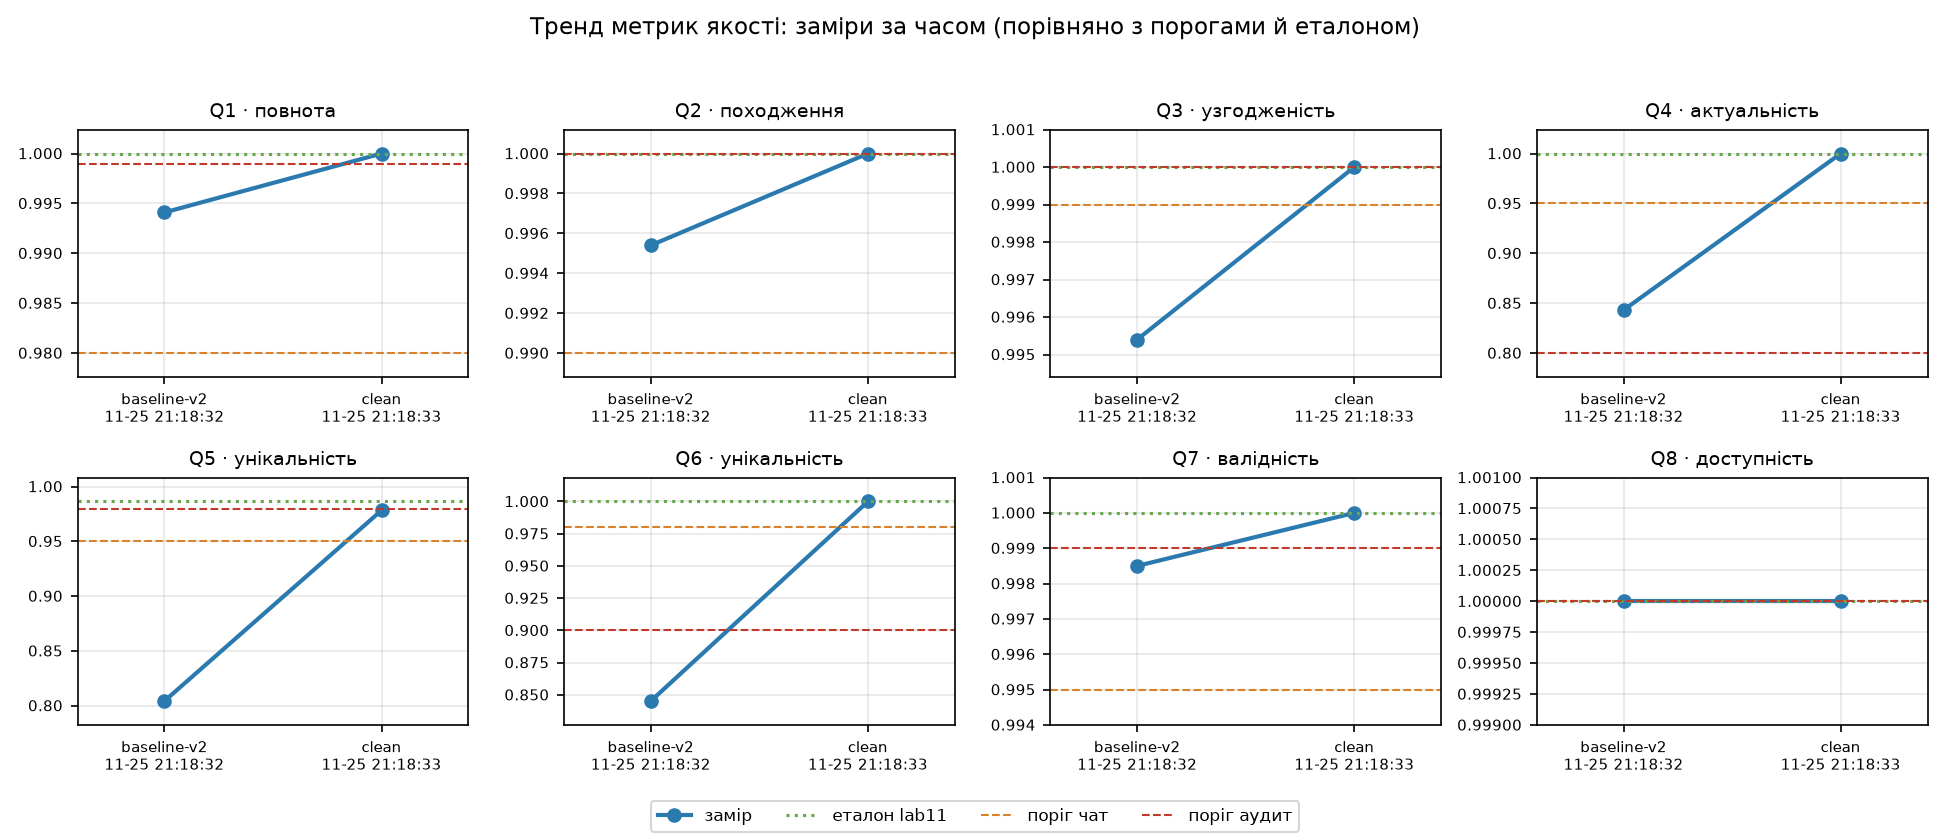 Тренд метрик якості: заміри за часом (порівняно з порогами й еталоном)
Q1 · повнота
1.000
0.995
0.990
0.985
0.980
baseline-v2
11-25 21:18:32
clean
11-25 21:18:33
Q2 · походження
1.000
0.998
0.996
0.994
0.992
0.990
baseline-v2
11-25 21:18:32
clean
11-25 21:18:33
Q3 · узгодженість
1.001
1.000
0.999
0.998
0.997
0.996
0.995
baseline-v2
11-25 21:18:32
clean
11-25 21:18:33
Q4 · актуальність
1.00
0.95
0.90
0.85
0.80
baseline-v2
11-25 21:18:32
clean
11-25 21:18:33
Q5 · унікальність
1.00
0.95
0.90
0.85
0.80
baseline-v2
11-25 21:18:32
clean
11-25 21:18:33
Q6 · унікальність
1.000
0.975
0.950
0.925
0.900
0.875
0.850
baseline-v2
11-25 21:18:32
clean
11-25 21:18:33
Q7 · валідність
1.001
1.000
0.999
0.998
0.997
0.996
0.995
0.994
baseline-v2
11-25 21:18:32
clean
11-25 21:18:33
Q8 · доступність
1.00100
1.00075
1.00050
1.00025
1.00000
0.99975
0.99950
0.99925
0.99900
baseline-v2
11-25 21:18:32
clean
11-25 21:18:33
замір
еталон lab11
поріг чат
поріг аудит